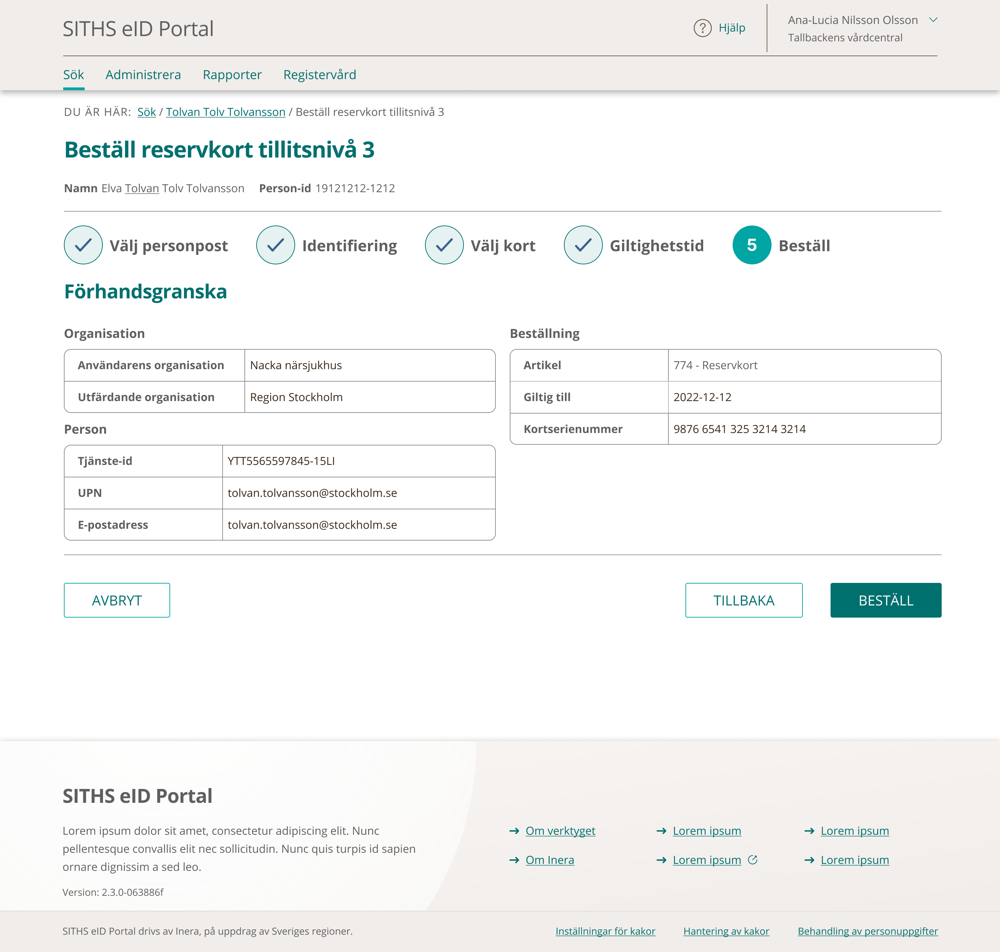 SITHS eID Portal
? Hjälp
Ana-Lucia Nilsson Olsson
Tallbackens vårdcentral
Sök Administrera Rapporter Registervård
DU ÄR HÄR: Sök / Tolvan Tolv Tolvansson / Beställ reservkort tillitsnivå 3
Beställ reservkort tillitsnivå 3
Namn Elva Tolvan Tolv Tolvansson Person-id 19121212-1212
Välj personpost Identifiering Välj kort Giltighetstid 5 Beställ
Förhandsgranska
Organisation
Användarens organisation Nacka närsjukhus
Utfärdande organisation Region Stockholm
Person
Tjänste-id YTT5565597845-15LI
UPN tolvan.tolvansson@stockholm.se
E-postadress tolvan.tolvansson@stockholm.se
Beställning
Artikel 774 - Reservkort
Giltig till 2022-12-12
Kortserienummer 9876 6541 325 3214 3214
AVBRYT TILLBAKA BESTÄLL
SITHS eID Portal
Lorem ipsum dolor sit amet, consectetur adipiscing elit. Nunc
pellentesque convallis elit nec sollicitudin. Nunc quis turpis id sapien
ornare dignissim a sed leo.
Version: 2.3.0-063886f
→ Om verktyget → Lorem ipsum → Lorem ipsum
→ Om Inera → Lorem ipsum → Lorem ipsum
SITHS eID Portal drivs av Inera, på uppdrag av Sveriges regioner.
Inställningar för kakor Hantering av kakor Behandling av personuppgifter